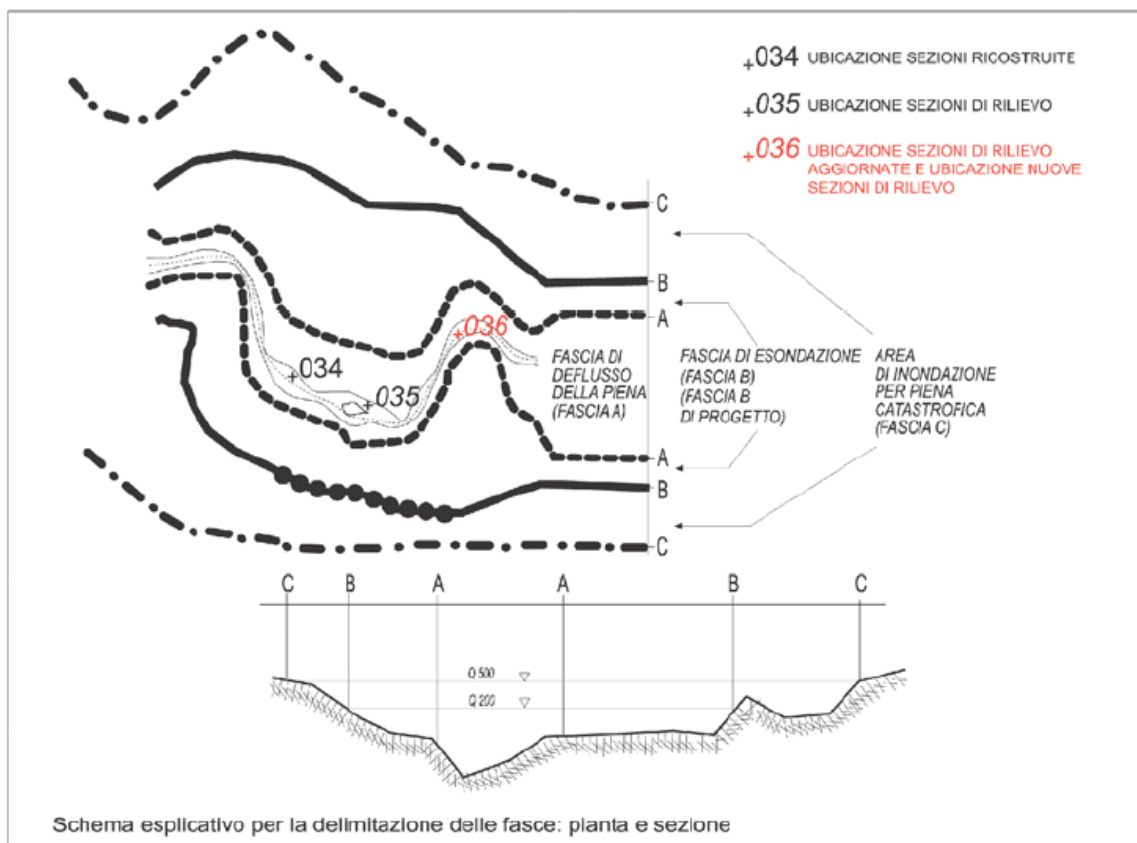 +034 UBICAZIONE SEZIONI RICOSTRUITE
+035 UBICAZIONE SEZIONI DI RILIEVO
+036 UBICAZIONE SEZIONI DI RILIEVO
AGGIORNATE E UBICAZIONE NUOVE
SEZIONI DI RILIEVO
C
B
A
+036
+034
+035
FASCIA DI
DEFLUSSO
DELLA PIENA
(FASCIA A)
FASCIA DI ESONDAZIONE
(FASCIA B)
(FASCIA B
DI PROGETTO)
AREA
DI INONDAZIONE
PER PIENA
CATASTROFICA
(FASCIA C)
A
B
C
C B A A B C
Q 500
Q 200
Schema esplicativo per la delimitazione delle fasce: pianta e sezione